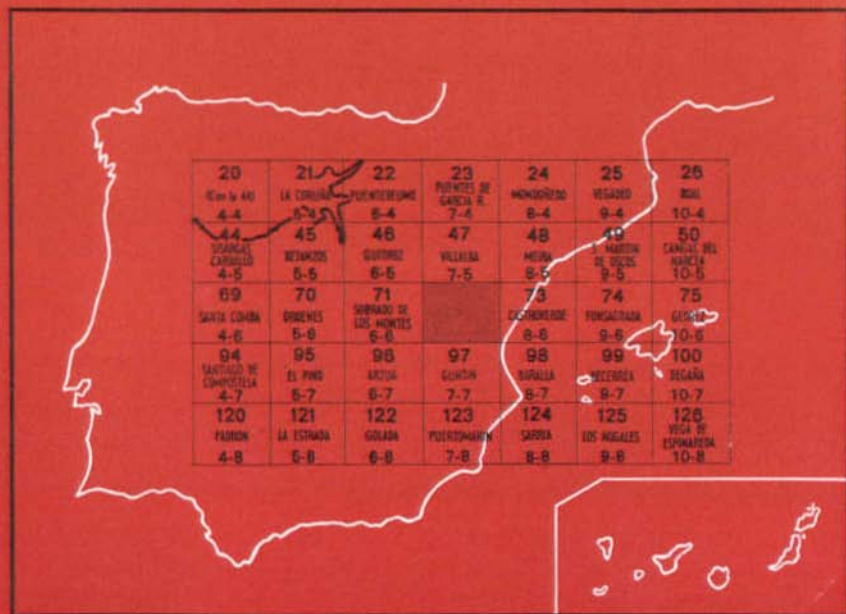 20 21 22 23 24 25 26
(Con la 44) LA CORUÑA PUENTEDEUME PUENTES DE GARCIA R. MONDOÑEDO VEGADEO BOAL
4-4 5-4 6-4 7-4 8-4 9-4 10-4
44 45 46 47 48 49 50
SISARGAS CARBALLO BETANZOS GUITIRIZ VILLALBA MEIRA S. MARTIN DE OSCOS CANGAS DEL NARCEA
4-5 5-5 6-5 7-5 8-5 9-5 10-5
69 70 71 73 74 75
SANTA COMBA ORDENES SOBRADO DE LOS MONTES CASTROVERDE FONSAGRADA GEDREZ
4-6 5-6 6-6 8-6 9-6 10-6
94 95 96 97 98 99 100
SANTIAGO DE COMPOSTELA EL PINO ARZUA GUNTIN BARALLA BECERREA DEGAÑA
4-7 5-7 6-7 7-7 8-7 9-7 10-7
120 121 122 123 124 125 126
PADRON LA ESTRADA GOLADA PUERTOMARIN SARRIA LOS NOGALES VEGA DE ESPINAREDA
4-8 5-8 6-8 7-8 8-8 9-8 10-8